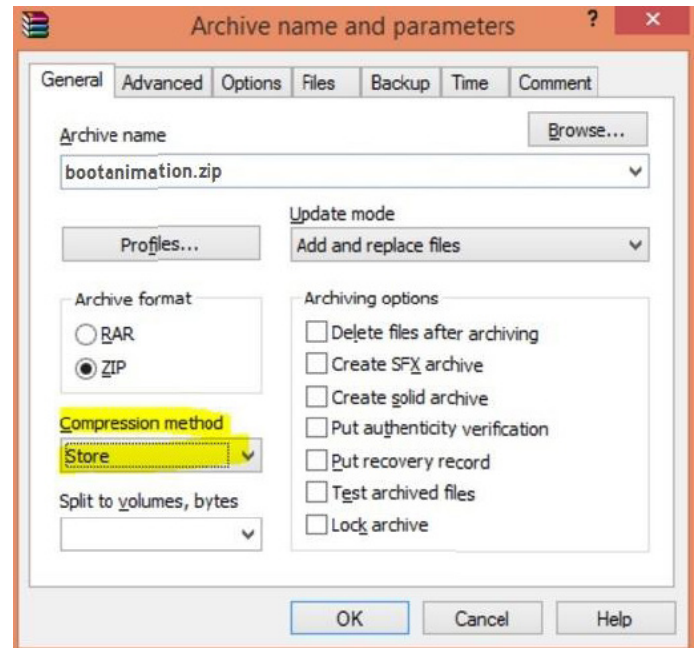 Archive name and parameters ?
General Advanced Options Files Backup Time Comment
Archive name
Browse...
bootanimation.zip
Profiles...
Update mode
Add and replace files
Archive format
RAR
ZIP
Compression method
Store
Split to volumes, bytes
Archiving options
Delete files after archiving
Create SFX archive
Create solid archive
Put authenticity verification
Put recovery record
Test archived files
Lock archive
OK Cancel Help